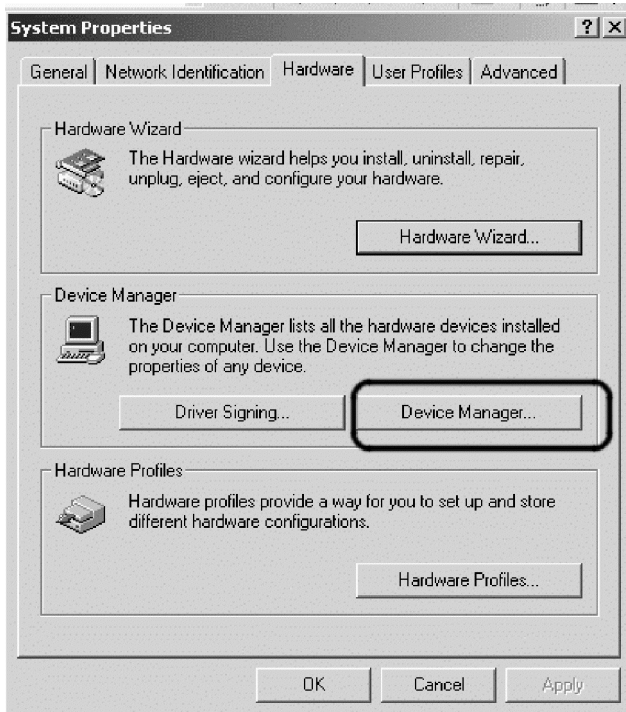 System Properties
General
Network Identification
Hardware
User Profiles
Advanced
Hardware Wizard
The Hardware wizard helps you install, uninstall, repair,
unplug, eject, and configure your hardware.
Hardware Wizard...
Device Manager
The Device Manager lists all the hardware devices installed
on your computer. Use the Device Manager to change the
properties of any device.
Driver Signing...
Device Manager...
Hardware Profiles
Hardware profiles provide a way for you to set up and store
different hardware configurations.
Hardware Profiles...
OK
Cancel
Apply